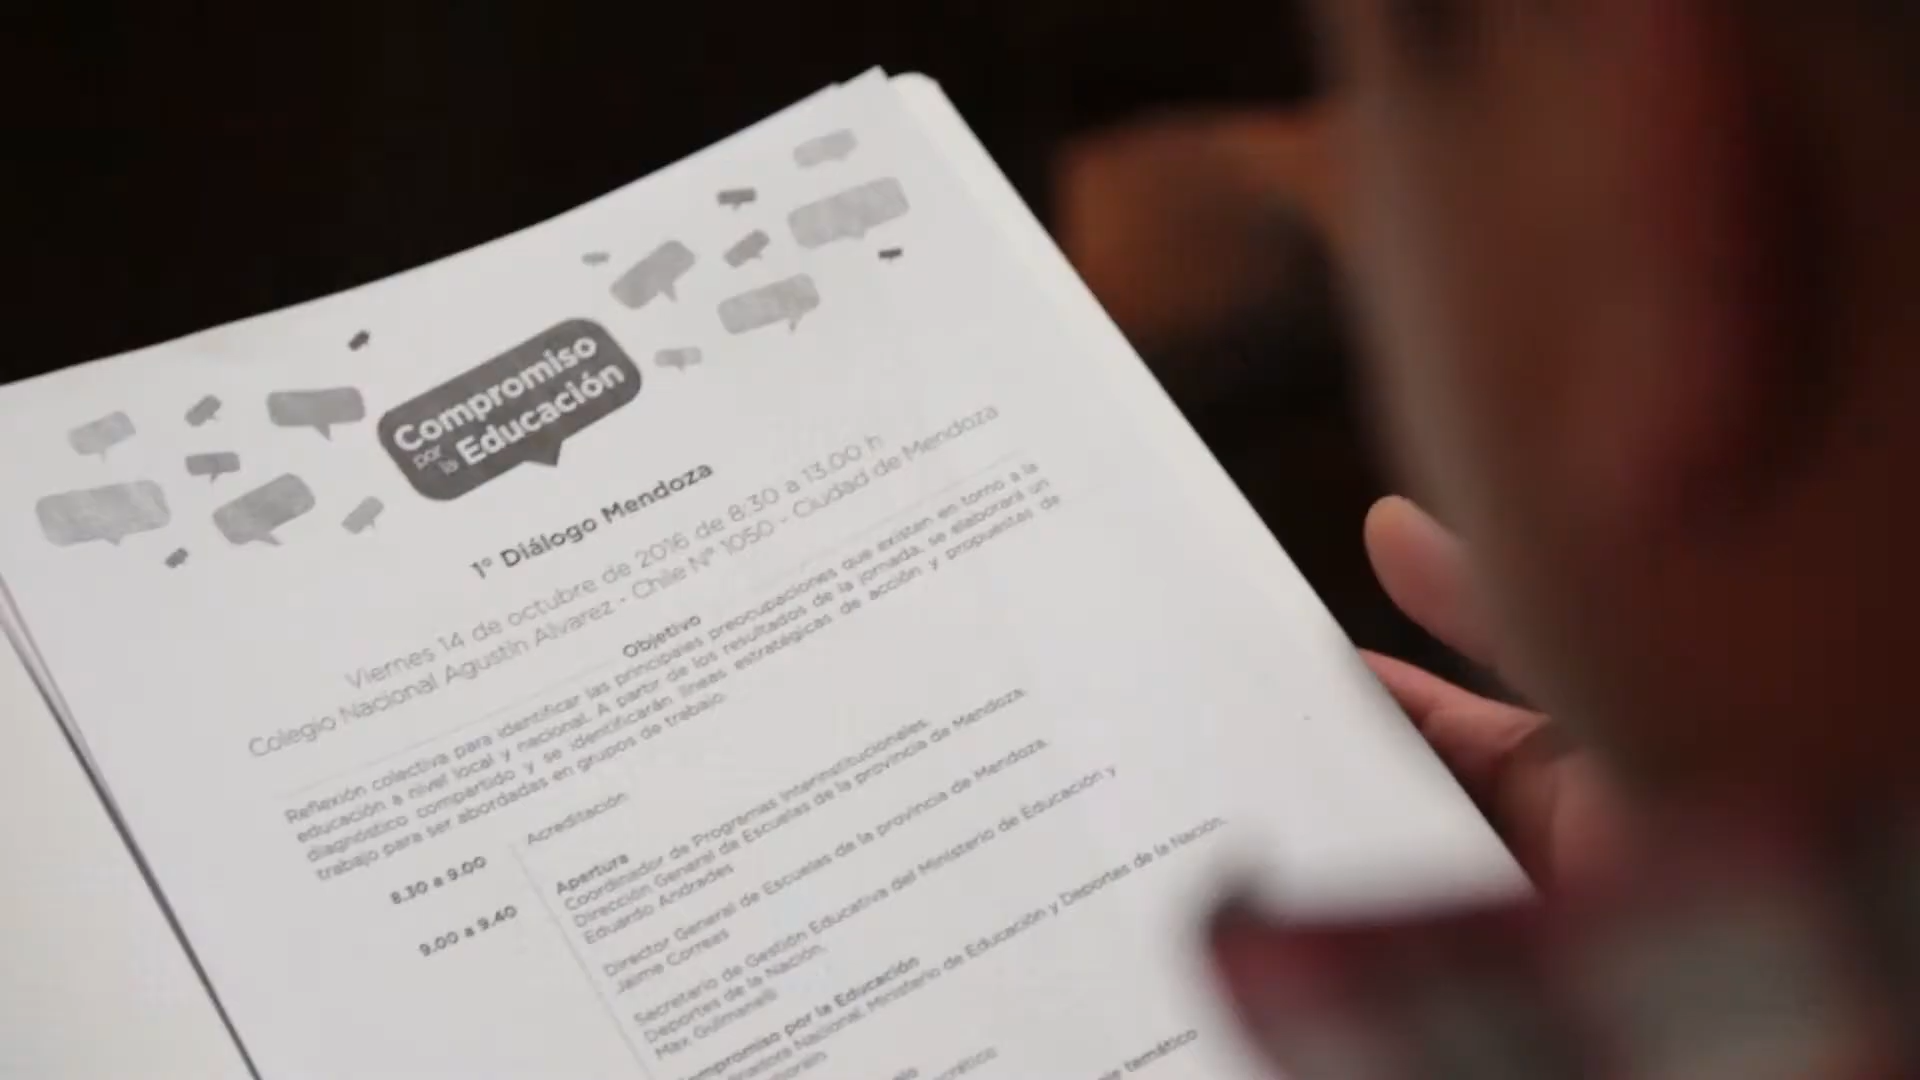 Compromiso
por la Educación
1º Diálogo Mendoza
Viernes 14 de octubre de 2016 de 8:30 a 13.00 h
Colegio Nacional Agustín Alvarez - Chile Nº 1050 - Ciudad de Mendoza
Objetivo
Reflexión colectiva para identificar las principales preocupaciones que existen en torno a la
educación a nivel local y nacional. A partir de los resultados de la jornada, se elaborará un
diagnóstico compartido y se identificarán líneas estratégicas de acción y propuestas de
trabajo para ser abordadas en grupos de trabajo.
8.30 a 9.00
Acreditación
9.00 a 9.40
Apertura
Coordinador de Programas Interinstitucionales.
Dirección General de Escuelas de la provincia de Mendoza.
Eduardo Andrades
Director General de Escuelas de la provincia de Mendoza.
Jaime Correas
Secretario de Gestión Educativa del Ministerio de Educación y
Deportes de la Nación.
Max Gulmanelli
Compromiso por la Educación
Nacional. Ministerio de Educación y Deportes de la Nación.
temático